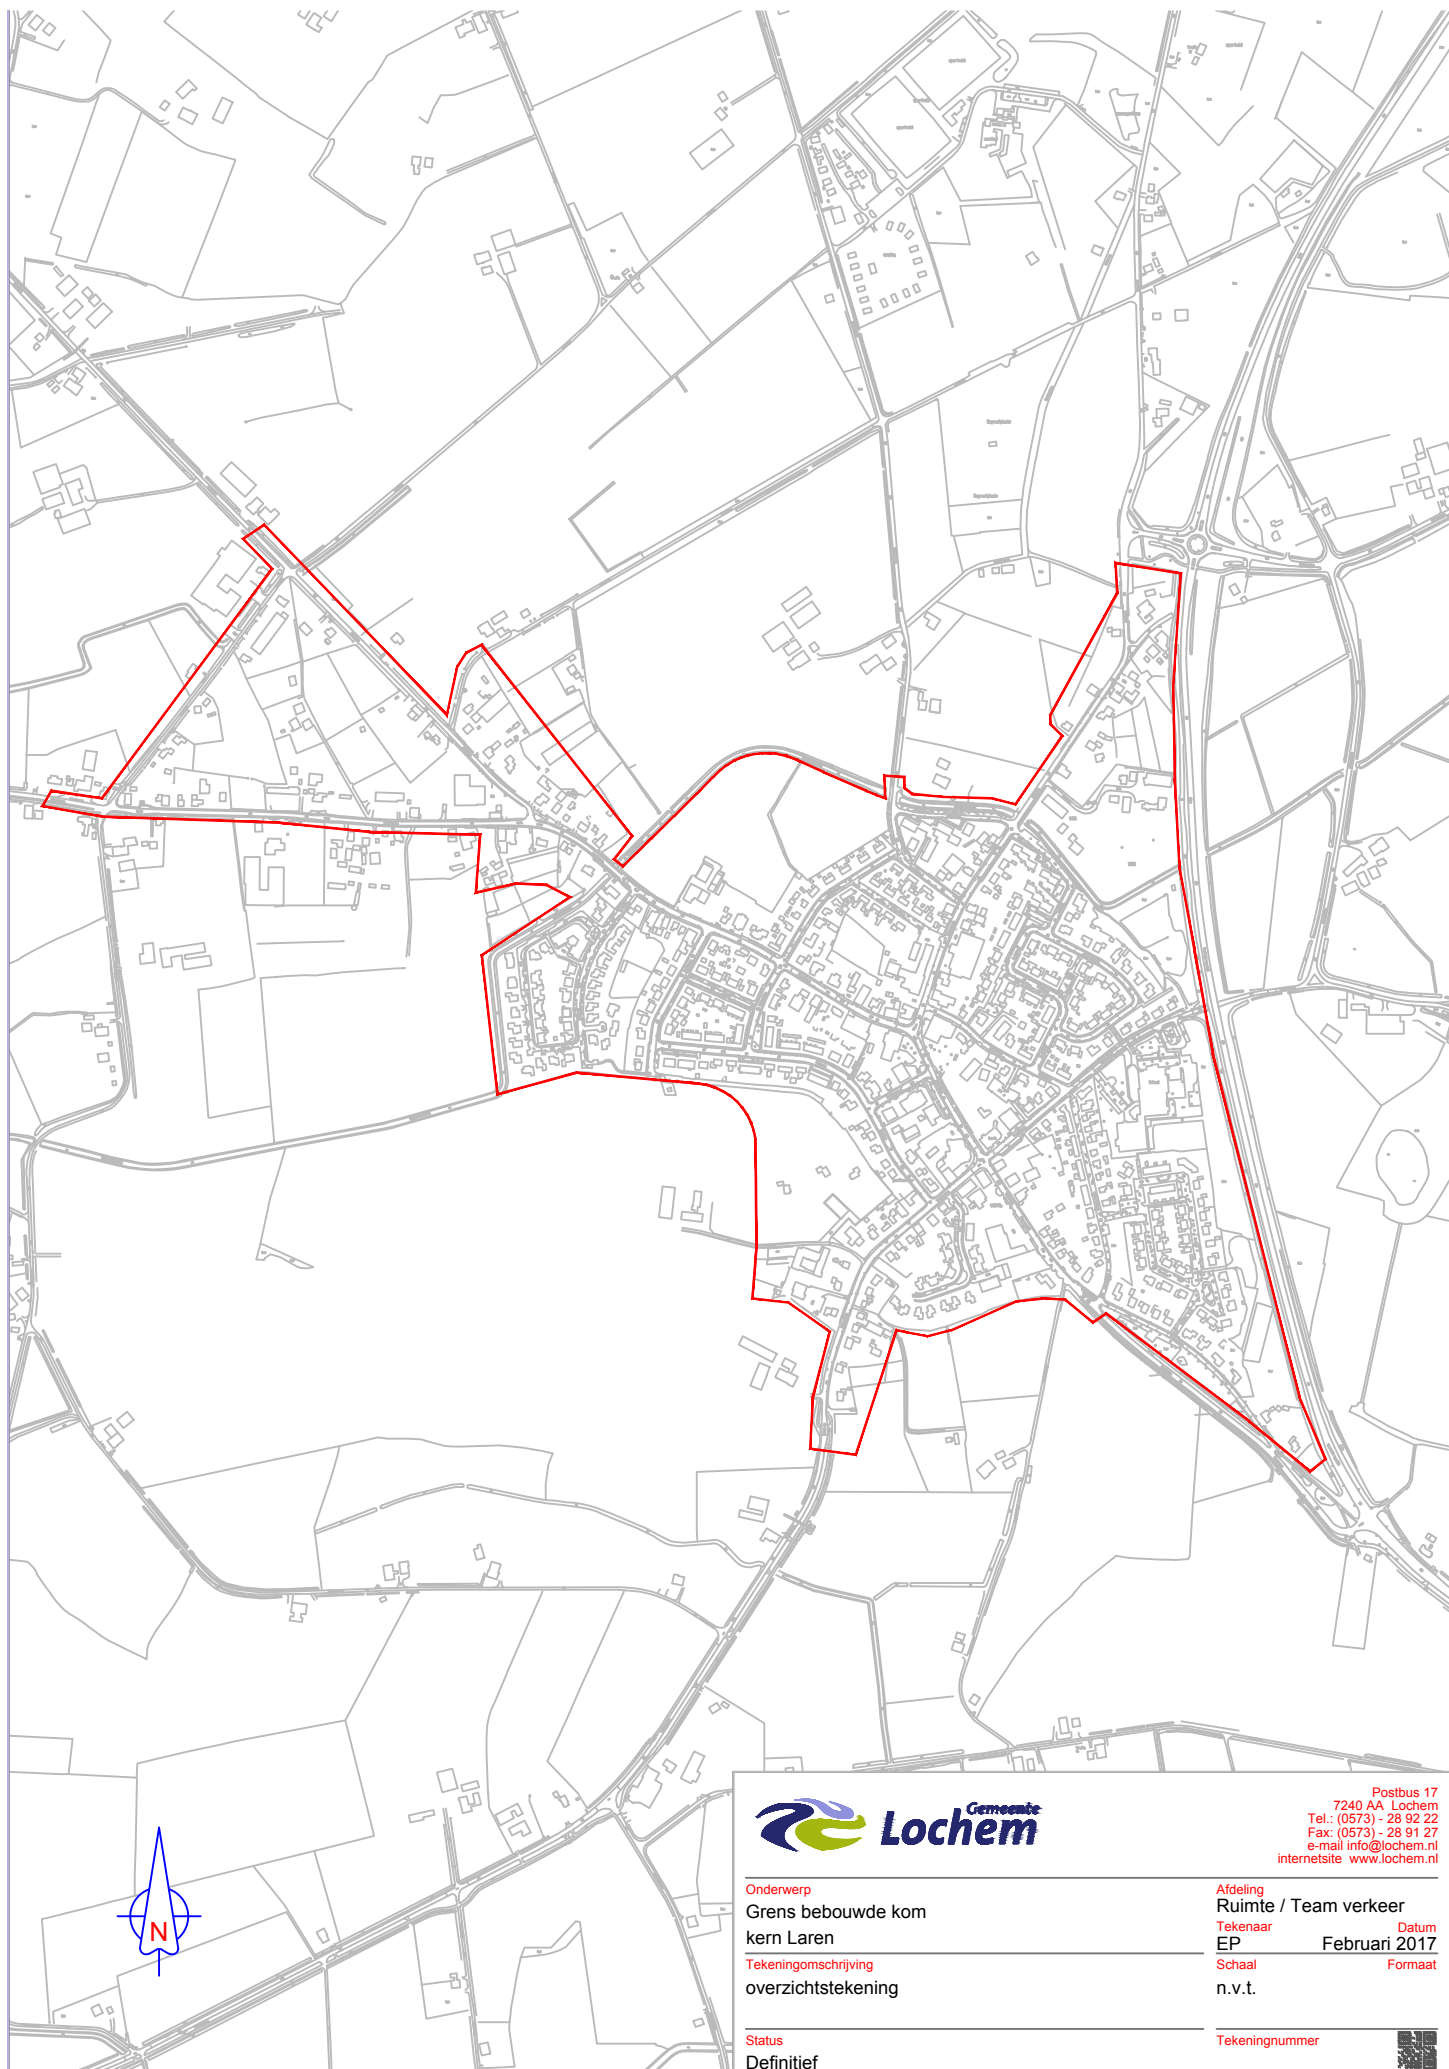 N
Gemeente
Lochem
Postbus 17
7240 AA Lochem
Tel.: (0573) - 28 92 22
Fax: (0573) - 28 91 27
e-mail info@lochem.nl
internetsite www.lochem.nl
Onderwerp
Grens bebouwde kom
kern Laren
Afdeling
Ruimte / Team verkeer
Tekenaar Datum
EP Februari 2017
Tekeningomschrijving
overzichtstekening
Schaal Formaat
n.v.t.
Status
Definitief
Tekeningnummer